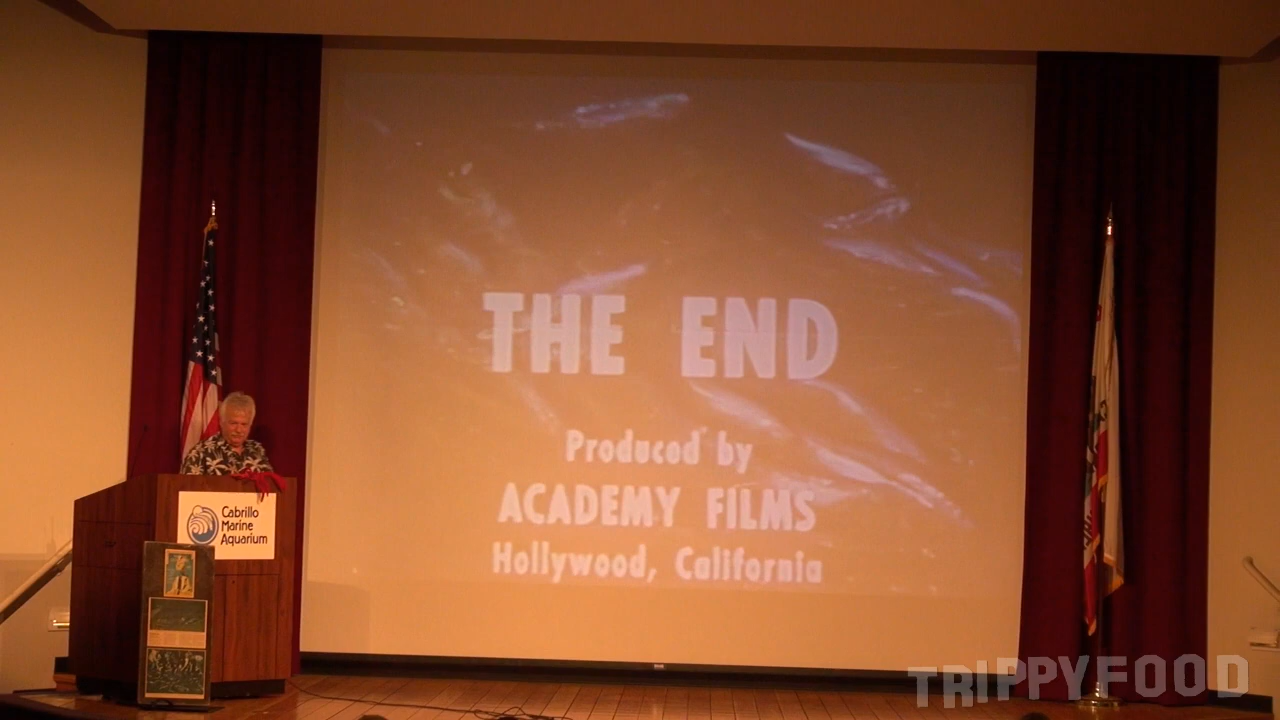 THE END
Produced by
ACADEMY FILMS
Hollywood, California
Cabrillo
Marine
Aquarium
TRIPPYFOOD